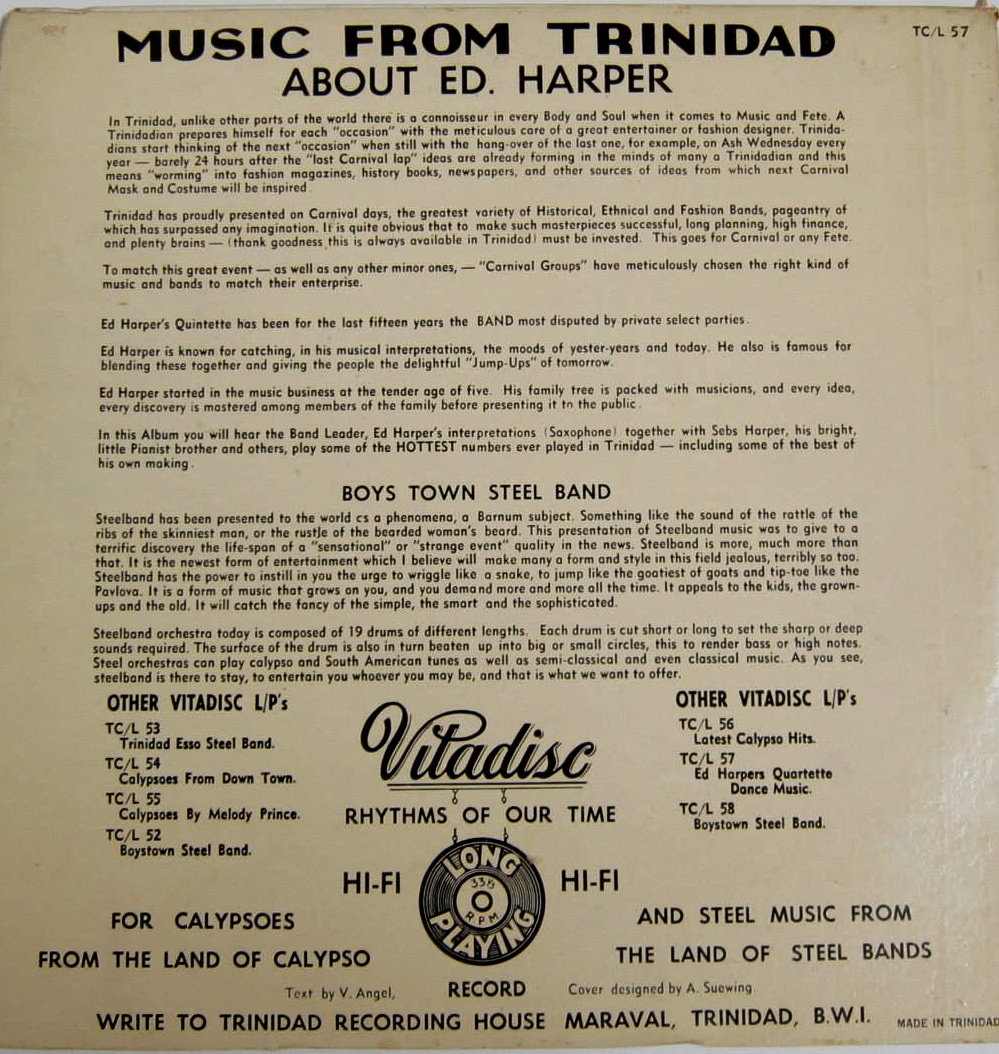 MUSIC FROM TRINIDAD
TC/L 57
ABOUT ED. HARPER
In Trinidad, unlike other parts of the world there is a connoisseur in every Body and Soul when it comes to Music and Fete. A
Trinidadian prepares himself for each "occasion" with the meticulous care of a great entertainer or fashion designer. Trinida-
dians start thinking of the next "occasion" when still with the hang-over of the last one, for example, on Ash Wednesday every
year — barely 24 hours after the "last Carnival lap" ideas are already forming in the minds of many a Trinidadian and this
means "worming" into fashion magazines, history books, newspapers, and other sources of ideas from which next Carnival
Mask and Costume will be inspired.
Trinidad has proudly presented on Carnival days, the greatest variety of Historical, Ethnical and Fashion Bands, pageantry of
which has surpassed any imagination. It is quite obvious that to make such masterpieces successful, long planning, high finance,
and plenty brains — (thank goodness this is always available in Trinidad) must be invested. This goes for Carnival or any Fete.
To match this great event — as well as any other minor ones, — "Carnival Groups" have meticulously chosen the right kind of
music and bands to match their enterprise.
Ed Harper's Quintette has been for the last fifteen years the BAND most disputed by private select parties.
Ed Harper is known for catching, in his musical interpretations, the moods of yester-years and today. He also is famous for
blending these together and giving the people the delightful "Jump-Ups" of tomorrow.
Ed Harper started in the music business at the tender age of five. His family tree is packed with musicians, and every idea,
every discovery is mastered among members of the family before presenting it to the public.
In this Album you will hear the Band Leader, Ed Harper's interpretations (Saxophone) together with Sebs Harper, his bright,
little Pianist brother and others, play some of the HOTTEST numbers ever played in Trinidad — including some of the best of
his own making.
BOYS TOWN STEEL BAND
Steelband has been presented to the world as a phenomena, a Barnum subject. Something like the sound of the rattle of the
ribs of the skinniest man, or the rustle of the bearded woman's beard. This presentation of Steelband music was to give to a
terrific discovery the life-span of a "sensational" or "strange event" quality in the news. Steelband is more, much more than
that. It is the newest form of entertainment which I believe will make many a form and style in this field jealous, terribly so too.
Steelband has the power to instill in you the urge to wriggle like a snake, to jump like the goatiest of goats and tip-toe like the
Pavlova. It is a form of music that grows on you, and you demand more and more all the time. It appeals to the kids, the grown-
ups and the old. It will catch the fancy of the simple, the smart and the sophisticated.
Steelband orchestra today is composed of 19 drums of different lengths. Each drum is cut short or long to set the sharp or deep
sounds required. The surface of the drum is also in turn beaten up into big or small circles, this to render bass or high notes.
Steel orchestras can play calypso and South American tunes as well as semi-classical and even classical music. As you see,
steelband is there to stay, to entertain you whoever you may be, and that is what we want to offer.
OTHER VITADISC L/P's
TC/L 53
Trinidad Esso Steel Band.
TC/L 54
Calypsoes From Down Town.
TC/L 55
Calypsoes By Melody Prince.
TC/L 52
Boystown Steel Band.
Vitadisc
RHYTHMS OF OUR TIME
OTHER VITADISC L/P's
TC/L 56
Latest Calypso Hits.
TC/L 57
Ed Harpers Quartette
Dance Music.
TC/L 58
Boystown Steel Band.
HI-FI
LONG
33⅓
RPM
PLAYING
HI-FI
FOR CALYPSOES
FROM THE LAND OF CALYPSO
AND STEEL MUSIC FROM
THE LAND OF STEEL BANDS
Text by V. Angel,
RECORD
Cover designed by A. Suewing.
WRITE TO TRINIDAD RECORDING HOUSE MARAVAL, TRINIDAD, B.W.I.
MADE IN TRINIDAD